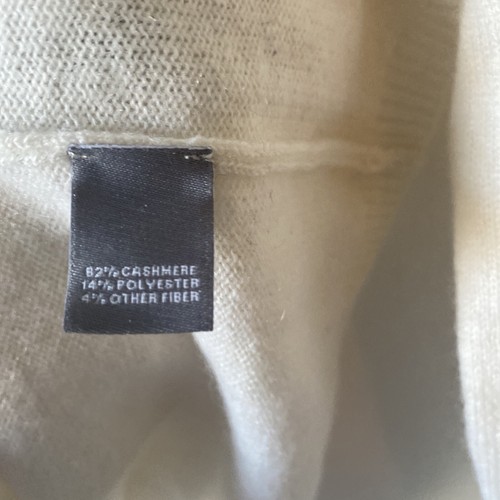 82% CASHMERE
14% POLYESTER
4% OTHER FIBER